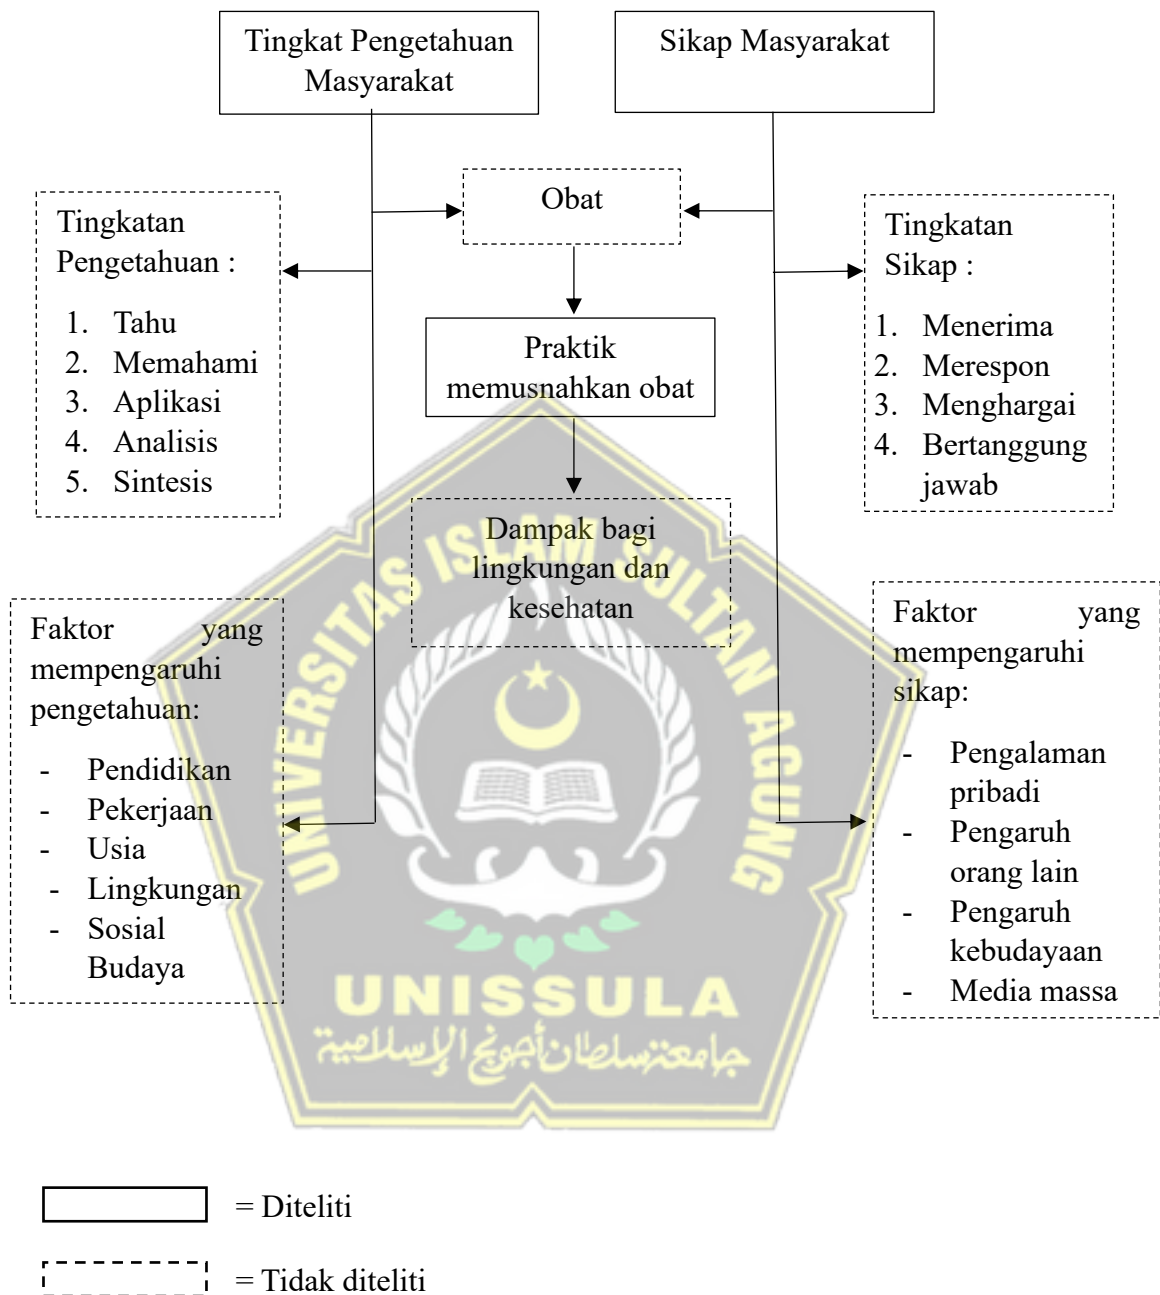 Tingkat Pengetahuan
Masyarakat
Sikap Masyarakat
Obat
Tingkatan
Pengetahuan :
1. Tahu
2. Memahami
3. Aplikasi
4. Analisis
5. Sintesis
Praktik
memusnahkan obat
Tingkatan
Sikap :
1. Menerima
2. Merespon
3. Menghargai
4. Bertanggung
jawab
Dampak bagi
lingkungan dan
kesehatan
Faktor yang
mempengaruhi
pengetahuan:
- Pendidikan
- Pekerjaan
- Usia
- Lingkungan
- Sosial
Budaya
Faktor yang
mempengaruhi
sikap:
- Pengalaman
pribadi
- Pengaruh
orang lain
- Pengaruh
kebudayaan
- Media massa
UNIVERSITAS ISLAM SULTAN AGUNG
UNISSULA
جامعة سلطان أجونج الإسلامية
= Diteliti
= Tidak diteliti